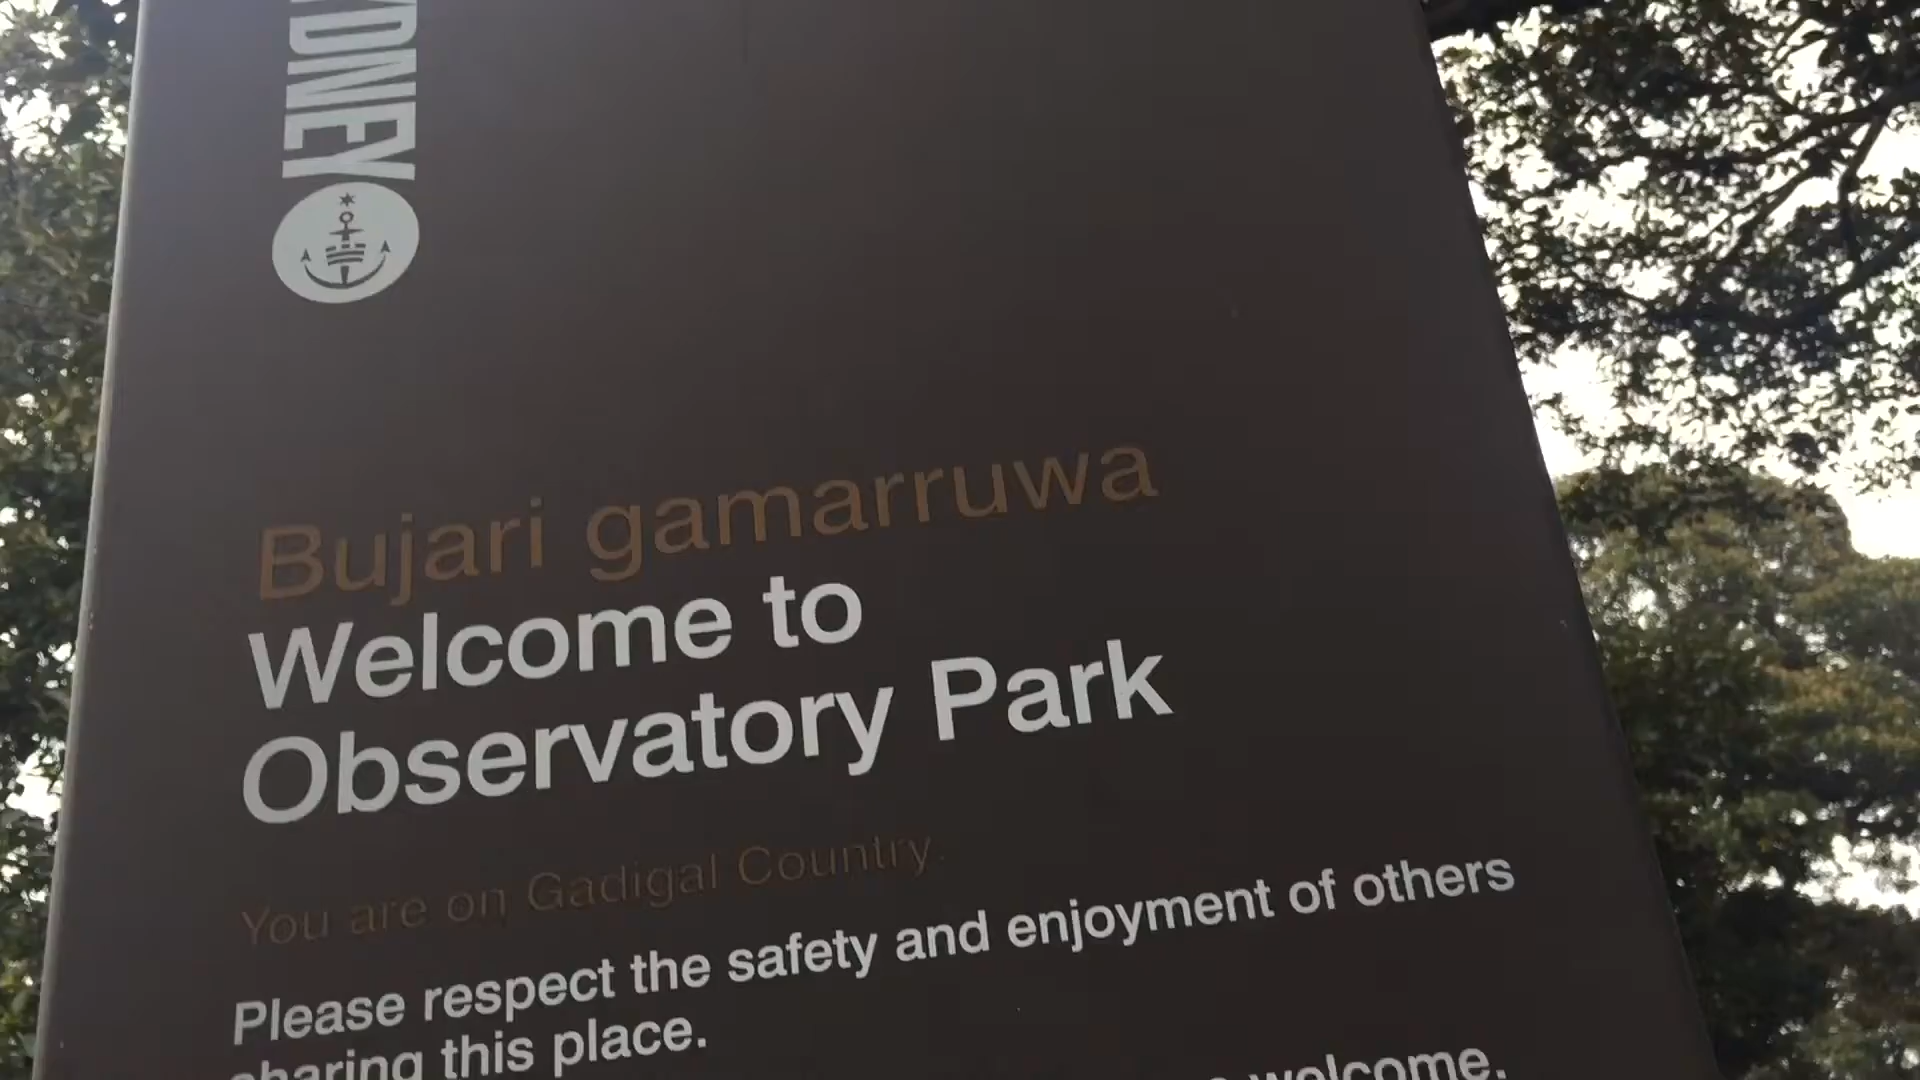 YDNEY
Bujari gamarruwa
Welcome to
Observatory Park
You are on Gadigal Country.
Please respect the safety and enjoyment of others
sharing this place.
welcome.